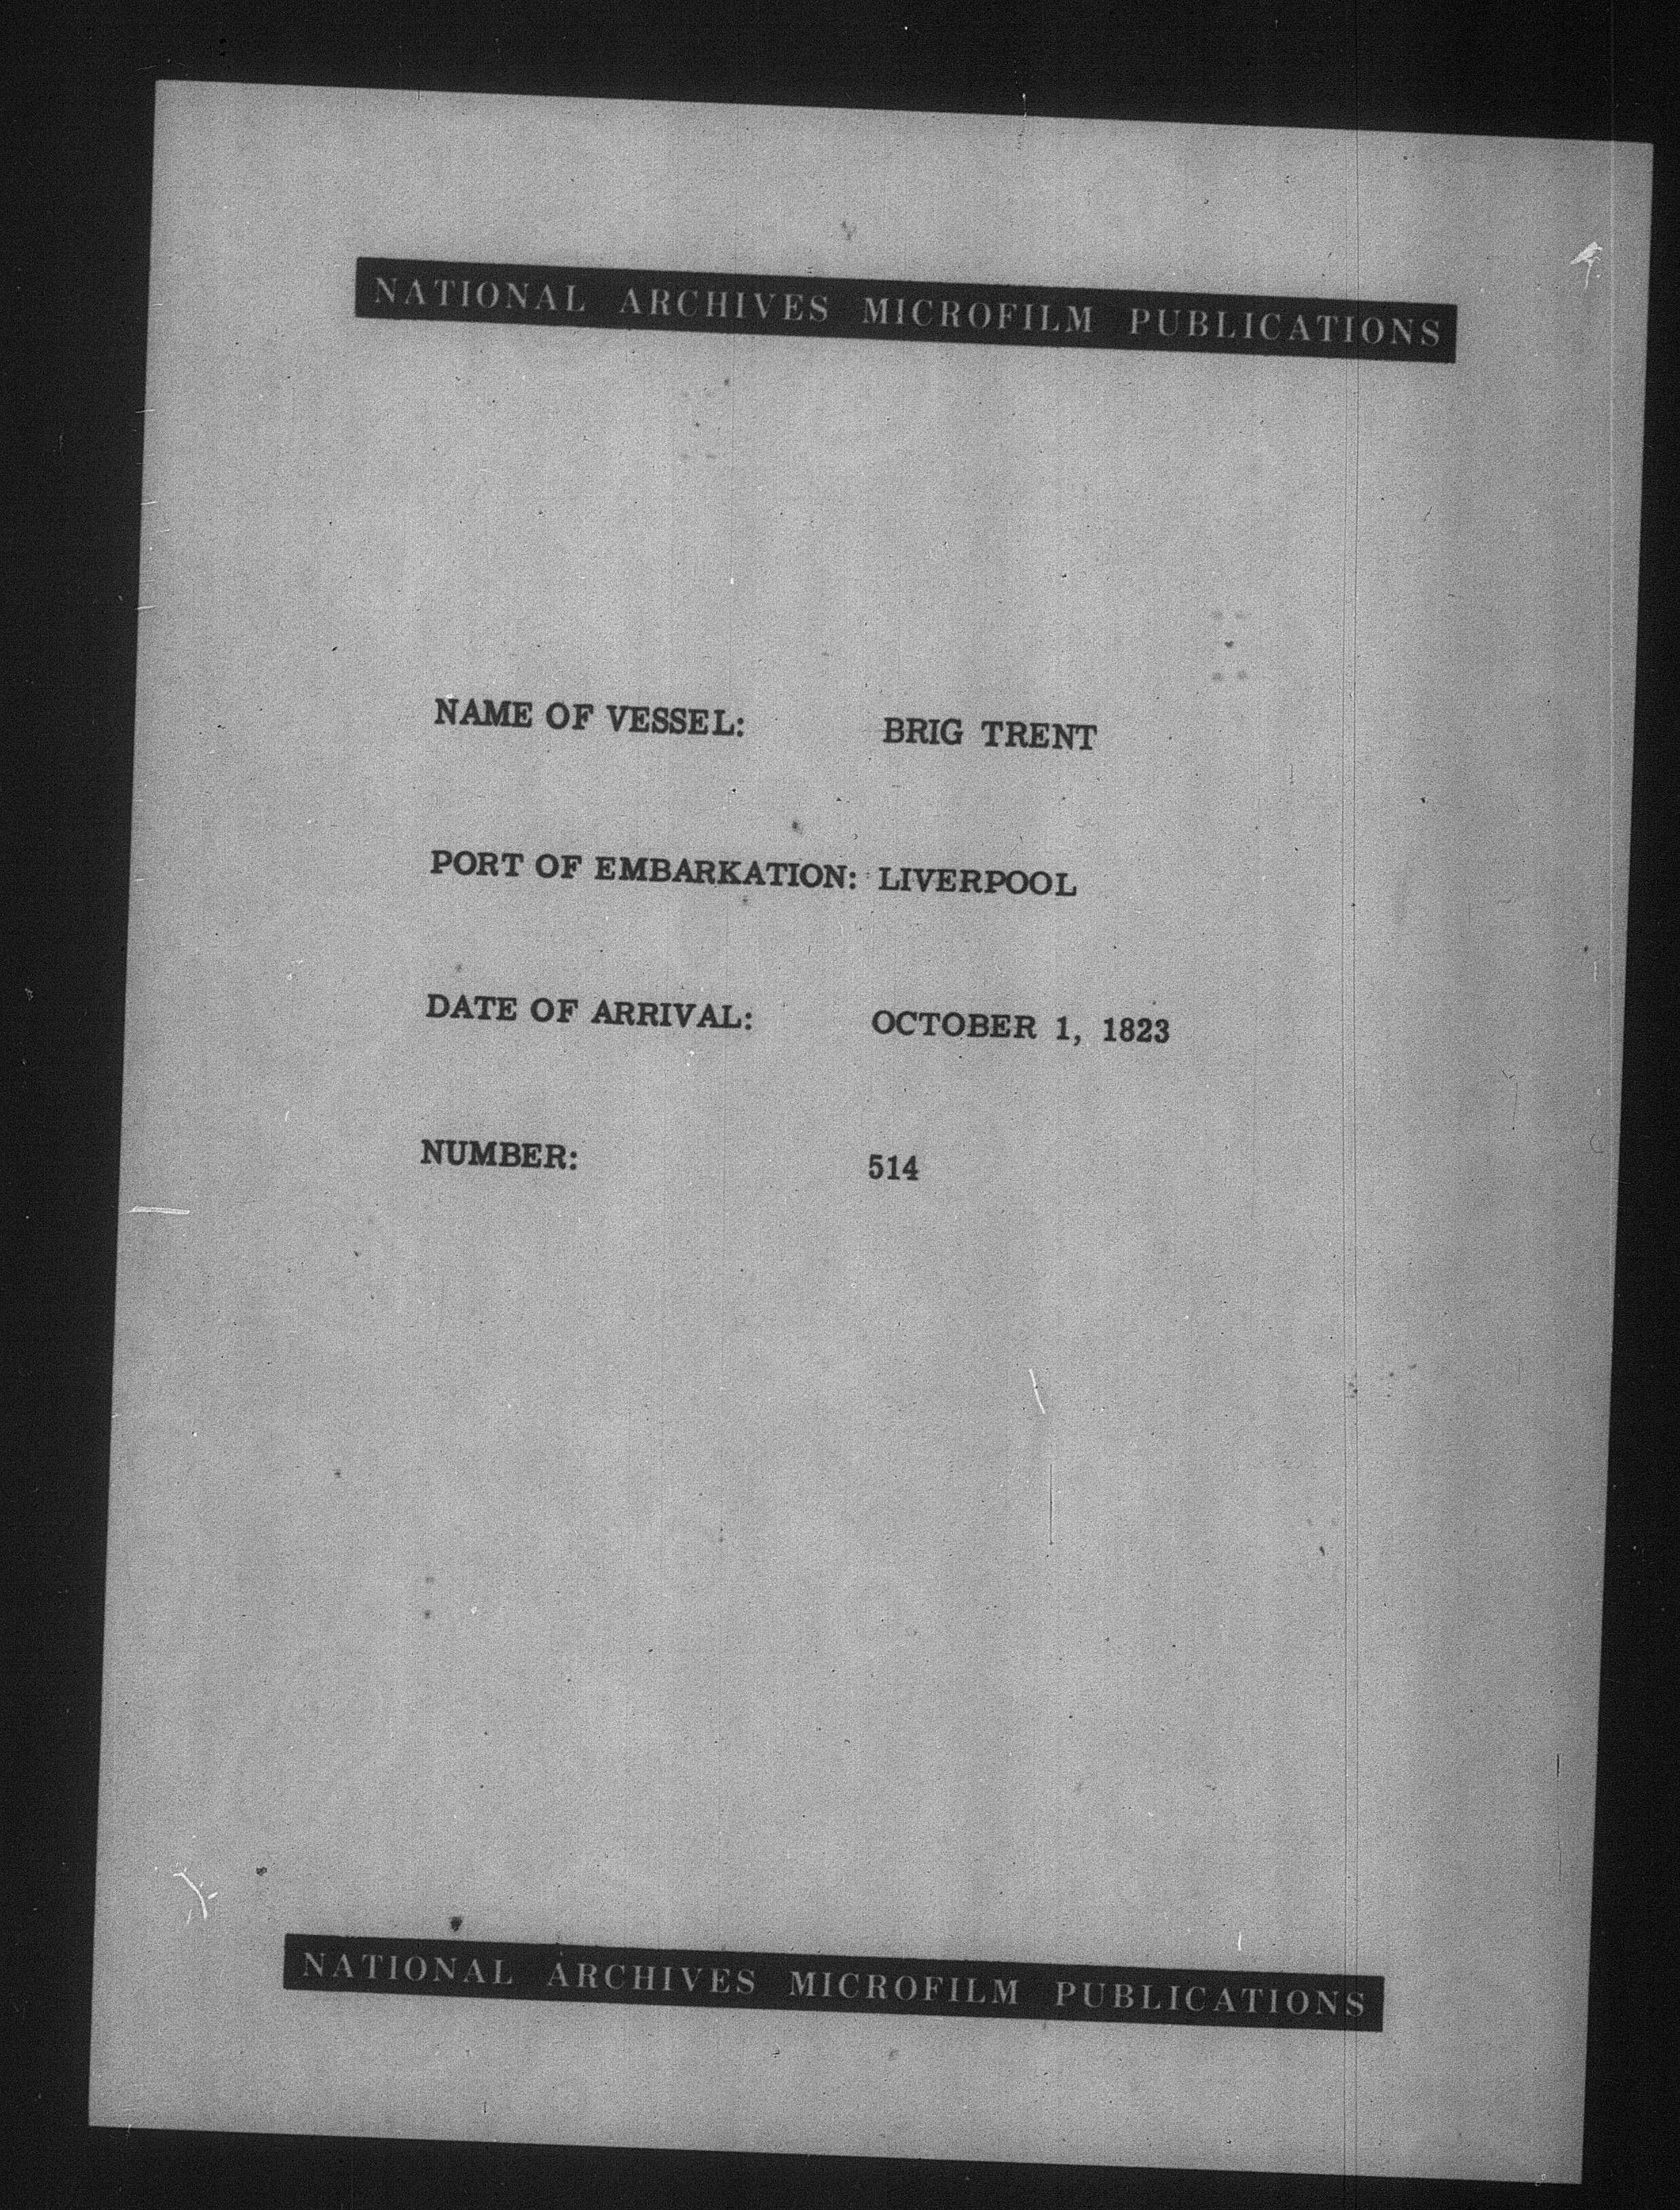 NATIONAL ARCHIVES MICROFILM PUBLICATIONS
NAME OF VESSEL: BRIG TRENT
PORT OF EMBARKATION: LIVERPOOL
DATE OF ARRIVAL: OCTOBER 1, 1823
NUMBER: 514
NATIONAL ARCHIVES MICROFILM PUBLICATIONS